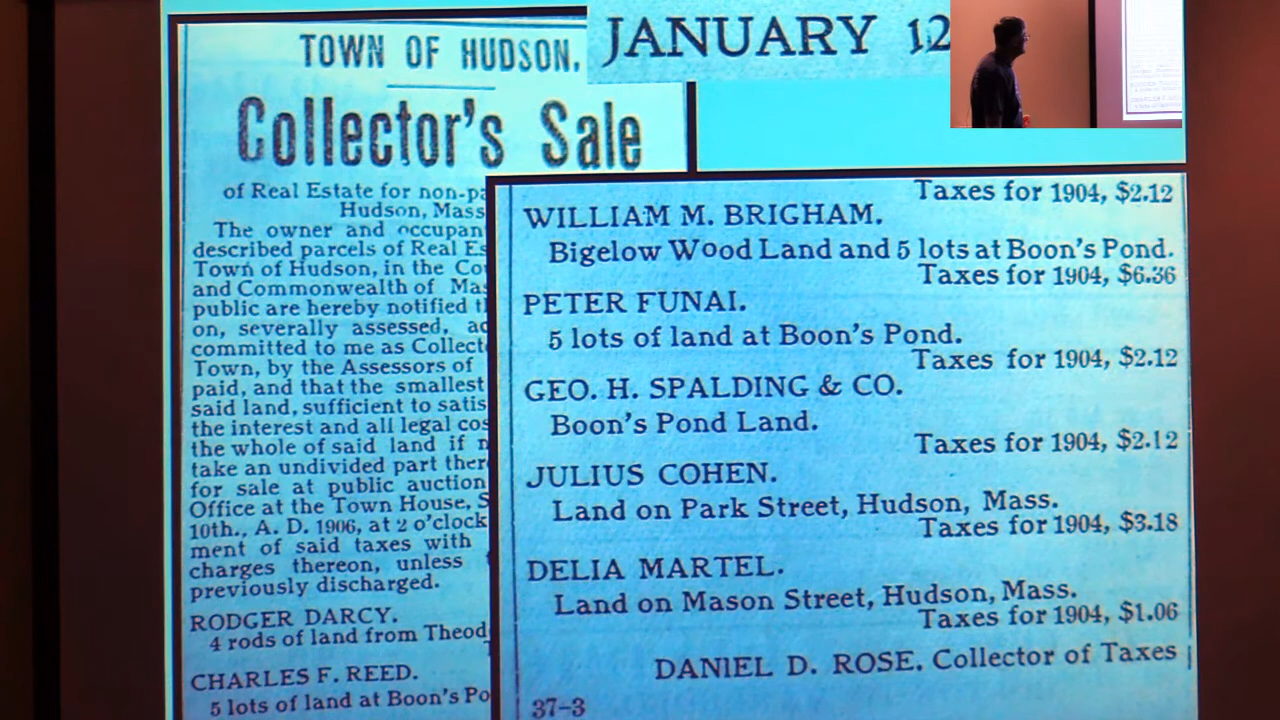 TOWN OF HUDSON.
Collector's Sale
of Real Estate for non-pa
Hudson, Mass
The owner and occupan
described parcels of Real Es
Town of Hudson, in the Co
and Commonwealth of Mas
public are hereby notified t
on, severally assessed, ac
committed to me as Collect
Town, by the Assessors of
paid, and that the smallest
said land, sufficient to satis
the interest and all legal cos
the whole of said land if n
take an undivided part ther
for sale at public auction
Office at the Town House, S
10th., A. D. 1906, at 2 o'clock
ment of said taxes with
charges thereon, unless
previously discharged.
RODGER DARCY.
4 rods of land from Theod
CHARLES F. REED.
5 lots of land at Boon's Po
JANUARY 12
Taxes for 1904, $2.12
WILLIAM M. BRIGHAM.
Bigelow Wood Land and 5 lots at Boon's Pond.
Taxes for 1904, $6.36
PETER FUNAI.
5 lots of land at Boon's Pond.
Taxes for 1904, $2.12
GEO. H. SPALDING & CO.
Boon's Pond Land.
Taxes for 1904, $2.12
JULIUS COHEN.
Land on Park Street, Hudson, Mass.
Taxes for 1904, $3.18
DELIA MARTEL.
Land on Mason Street, Hudson, Mass.
Taxes for 1904, $1.06
DANIEL D. ROSE. Collector of Taxes
37-3